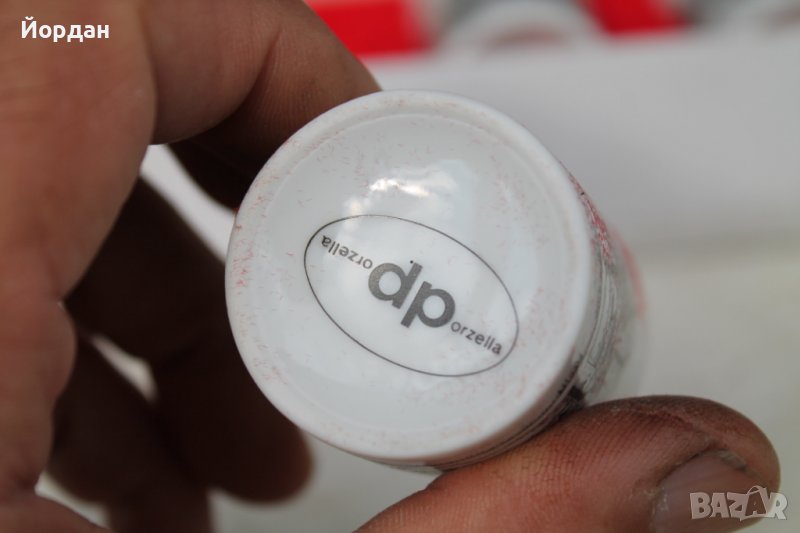 Йордан
orzella
dp
orzella
BAZAR